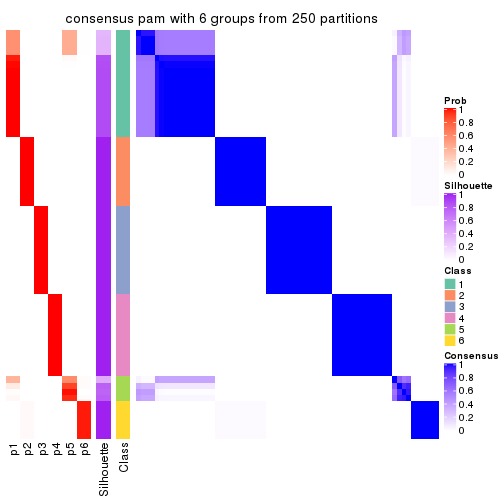 consensus pam with 6 groups from 250 partitions
Prob
1
0.8
0.6
0.4
0.2
0
Silhouette
1
0.8
0.6
0.4
0.2
0
Class
1
2
3
4
5
6
Consensus
1
0.8
0.6
0.4
0.2
0
p1
p2
p3
p4
p5
p6
Silhouette
Class